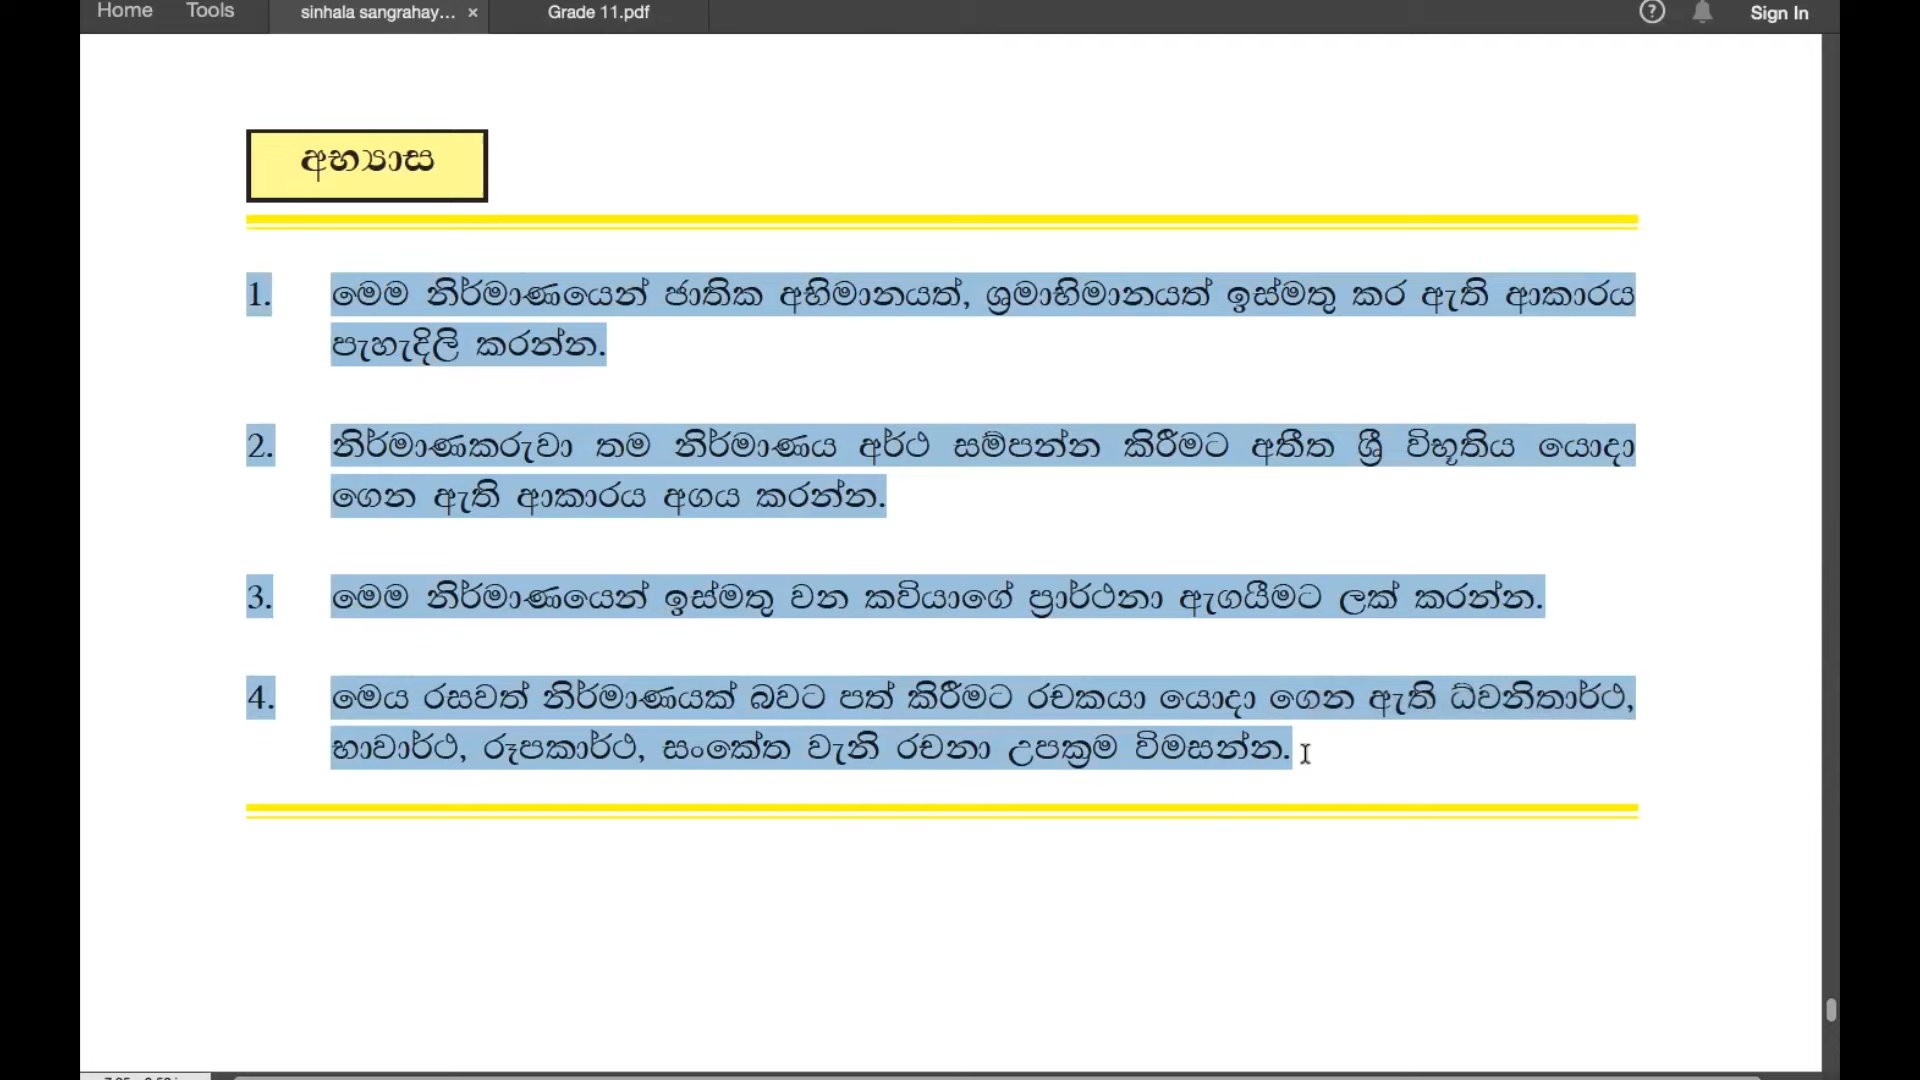 Home Tools sinhala sangrahay... × Grade 11.pdf ? Sign In
අභ්‍යාස
1. මෙම නිර්මාණයෙන් ජාතික අභිමානයත්, ශ්‍රමාභිමානයත් ඉස්මතු කර ඇති ආකාරය
පැහැදිලි කරන්න.
2. නිර්මාණකරුවා තම නිර්මාණය අර්ථ සම්පන්න කිරීමට අතීත ශ්‍රී විභූතිය යොදා
ගෙන ඇති ආකාරය අගය කරන්න.
3. මෙම නිර්මාණයෙන් ඉස්මතු වන කවියාගේ ප්‍රාර්ථනා ඇගයීමට ලක් කරන්න.
4. මෙය රසවත් නිර්මාණයක් බවට පත් කිරීමට රචකයා යොදා ගෙන ඇති ධ්වනිතාර්ථ,
භාවාර්ථ, රූපකාර්ථ, සංකේත වැනි රචනා උපක්‍රම විමසන්න.